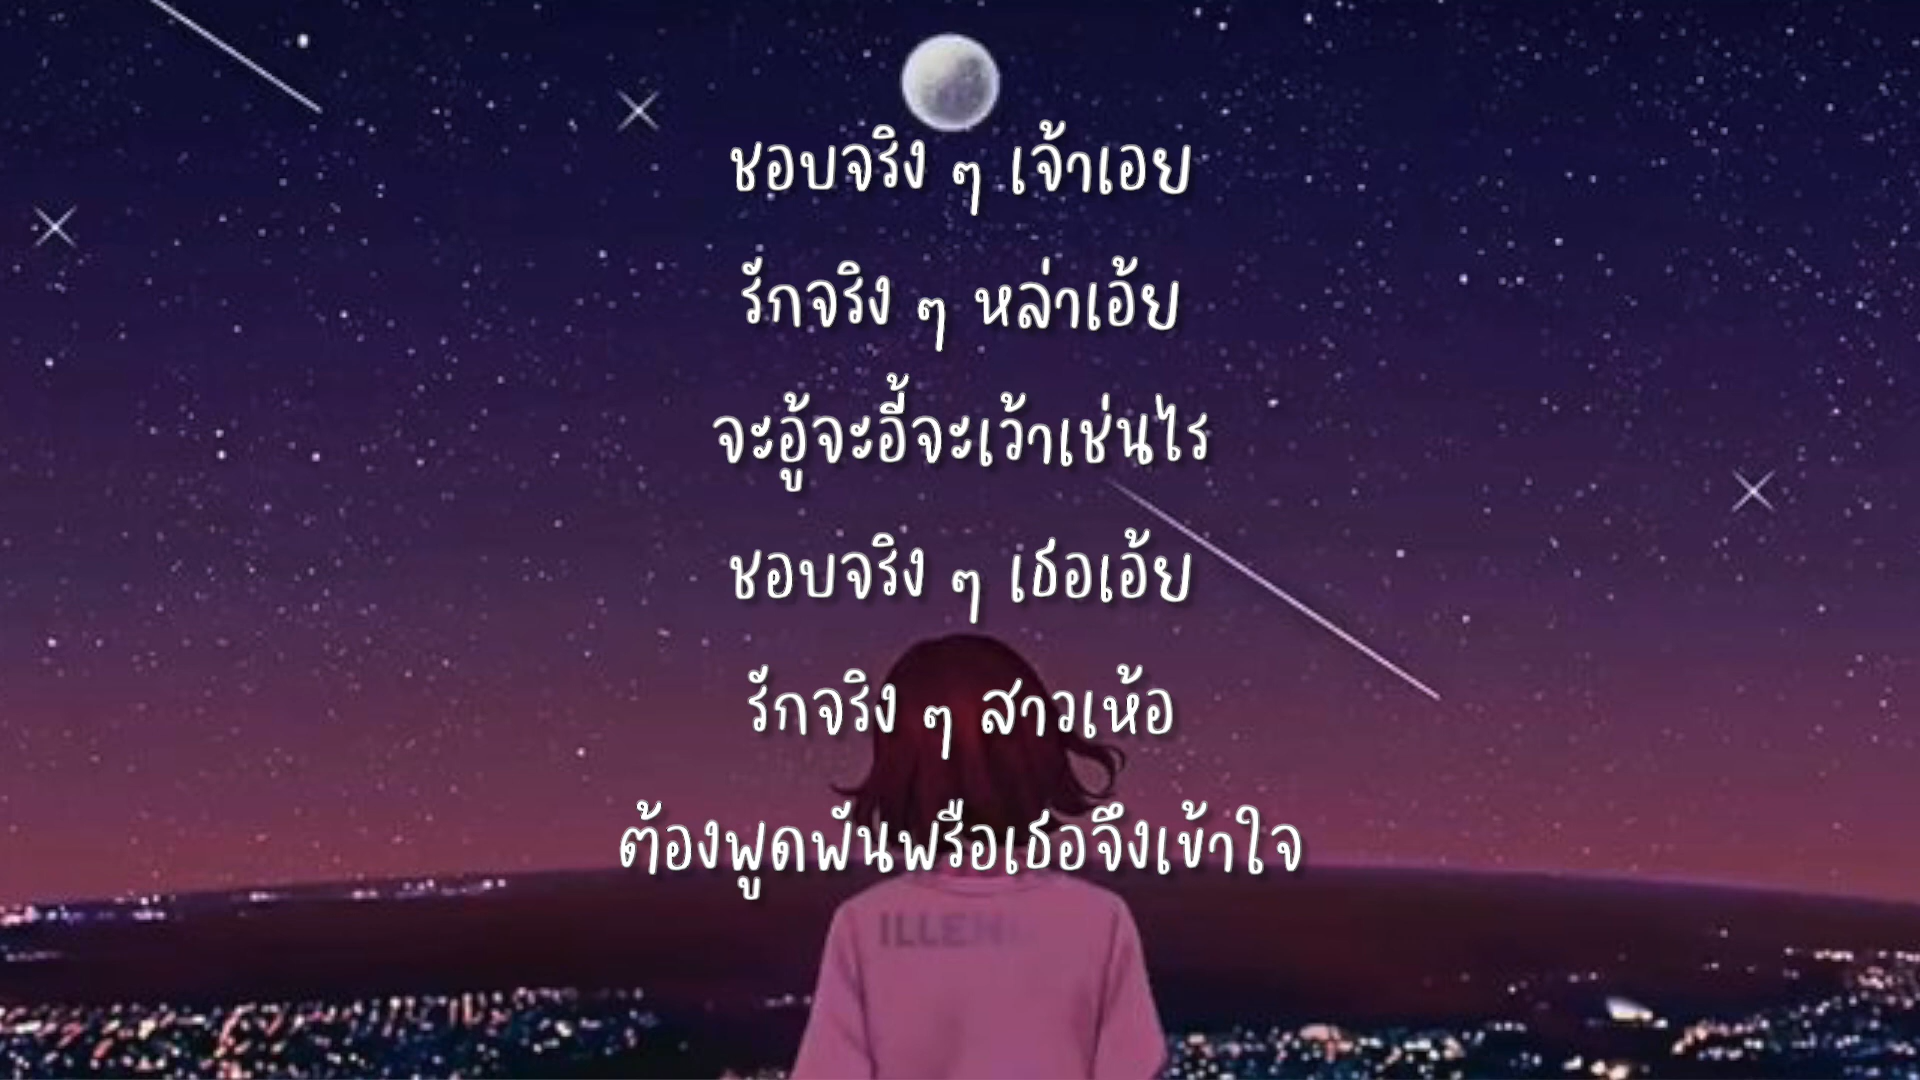 ชอบจริง ๆ เจ้าเอย
รักจริง ๆ หล่าเอ้ย
จะอู้จะอี้จะเว้าเช่นไร
ชอบจริง ๆ เธอเอ้ย
รักจริง ๆ สาวเห้อ
ต้องพูดพันพรือเธอจึงเข้าใจ